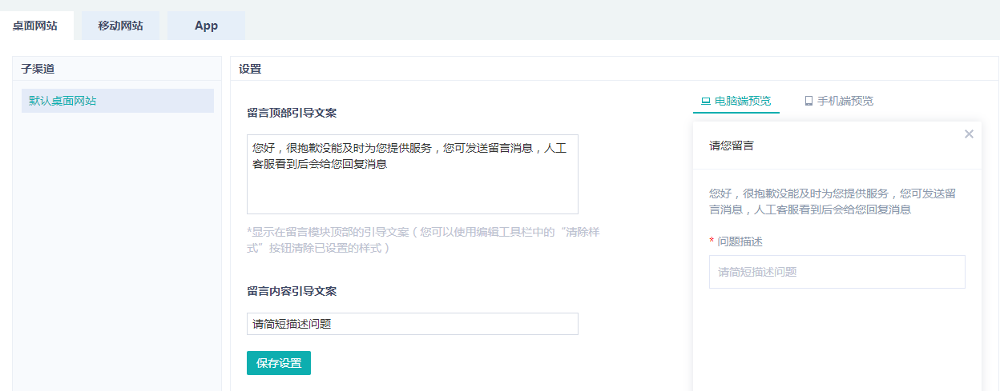 桌面网站
移动网站
App
子渠道
默认桌面网站
设置
留言顶部引导文案
您好，很抱歉没能及时为您提供服务，您可发送留言消息，人工
客服看到后会给您回复消息
*显示在留言模块顶部的引导文案（您可以使用编辑工具栏中的“清除样
式”按钮清除已设置的样式）
留言内容引导文案
请简短描述问题
保存设置
电脑端预览
手机端预览
请您留言
您好，很抱歉没能及时为您提供服务，您可发送留
言消息，人工客服看到后会给您回复消息
* 问题描述
请简短描述问题